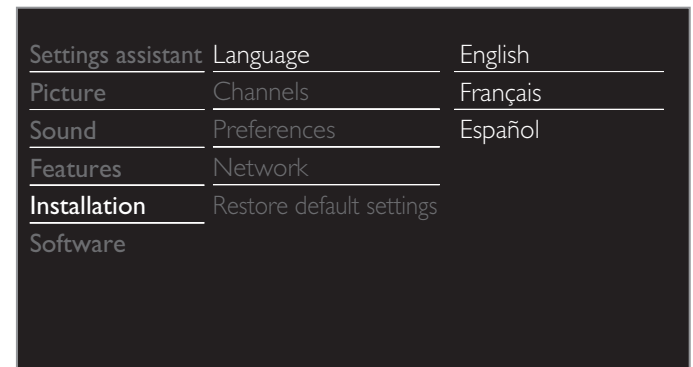 Settings assistant Language English
Picture Channels Français
Sound Preferences Español
Features Network
Installation Restore default settings
Software